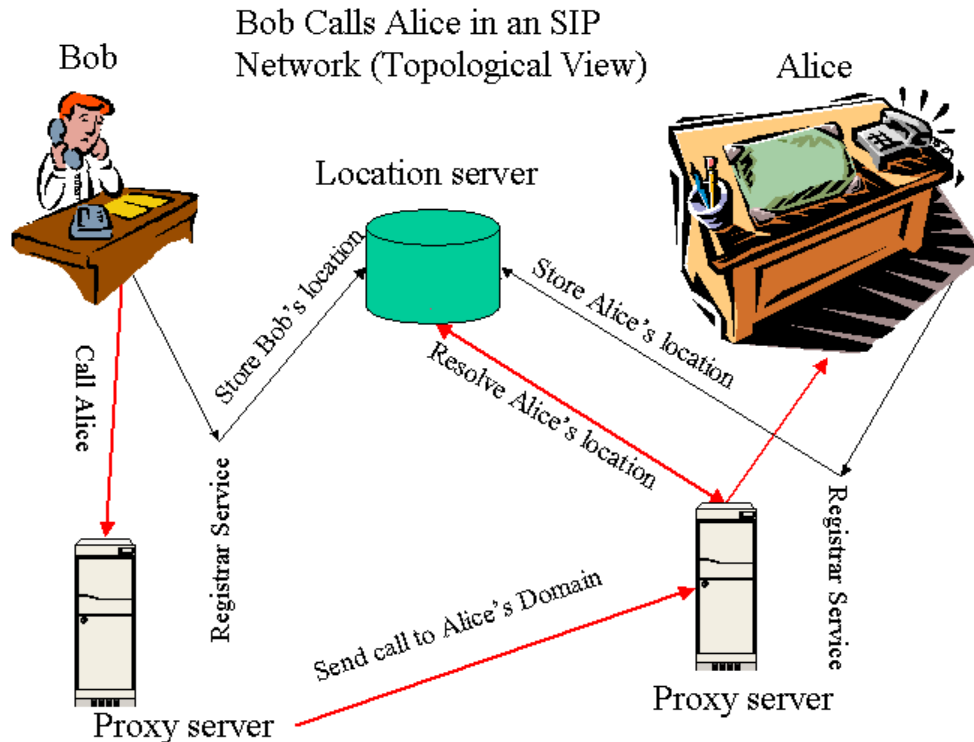 Bob Calls Alice in an SIP
Network (Topological View)
Bob
Alice
Location server
Store Bob's location
Store Alice's location
Call Alice
Resolve Alice's location
Registrar Service
Registrar Service
Send call to Alice's Domain
Proxy server
Proxy server